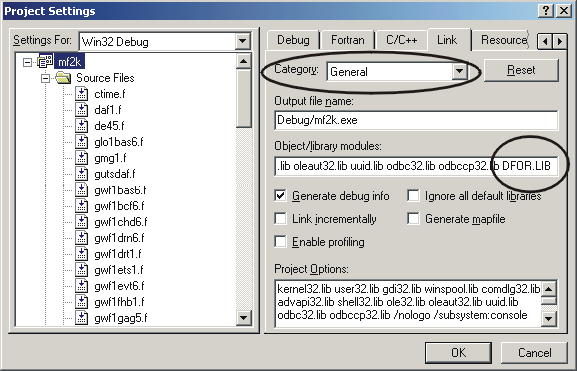 Project Settings
Settings For: Win32 Debug
mf2k
Source Files
ctime.f
daf1.f
de45.f
glo1bas6.f
gmg1.f
gutsdaf.f
gwf1bas6.f
gwf1bcf6.f
gwf1chd6.f
gwf1drn6.f
gwf1drt1.f
gwf1ets1.f
gwf1evt6.f
gwf1fhb1.f
gwf1gag5.f
Debug Fortran C/C++ Link Resource
Category: General Reset
Output file name:
Debug/mf2k.exe
Object/library modules:
.lib oleaut32.lib uuid.lib odbc32.lib odbccp32.lib DFOR.LIB
Generate debug info Ignore all default libraries
Link incrementally Generate mapfile
Enable profiling
Project Options:
kernel32.lib user32.lib gdi32.lib winspool.lib comdlg32.lib
advapi32.lib shell32.lib ole32.lib oleaut32.lib uuid.lib
odbc32.lib odbccp32.lib /nologo /subsystem:console
OK Cancel